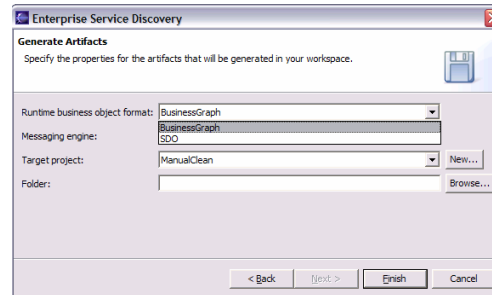 Enterprise Service Discovery
Generate Artifacts
Specify the properties for the artifacts that will be generated in your workspace.
Runtime business object format: BusinessGraph
BusinessGraph
Messaging engine: SDO
Target project: ManualClean New...
Folder: Browse...
< Back Next > Finish Cancel